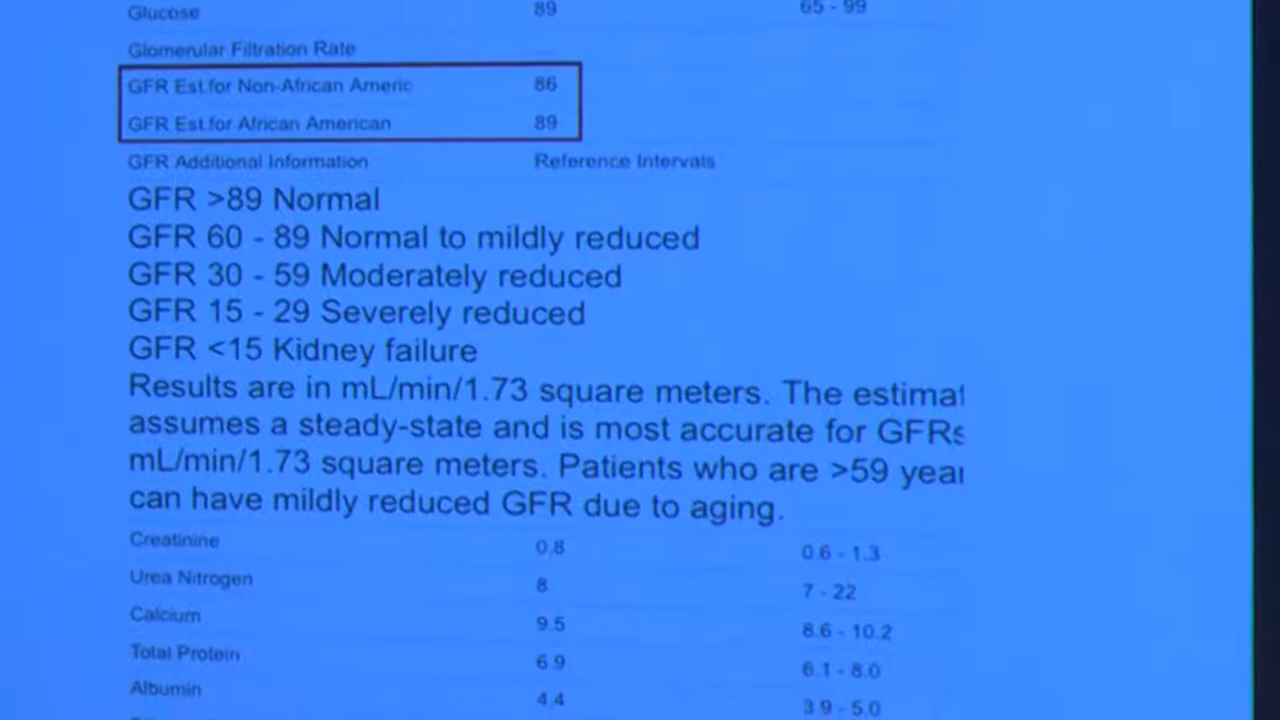 Glucose 89 65 - 99
Glomerular Filtration Rate
GFR Est.for Non-African Americ 86
GFR Est.for African American 89
GFR Additional Information Reference Intervals
GFR >89 Normal
GFR 60 - 89 Normal to mildly reduced
GFR 30 - 59 Moderately reduced
GFR 15 - 29 Severely reduced
GFR <15 Kidney failure
Results are in mL/min/1.73 square meters. The estimat
assumes a steady-state and is most accurate for GFRs
mL/min/1.73 square meters. Patients who are >59 year
can have mildly reduced GFR due to aging.
Creatinine 0.8 0.6 - 1.3
Urea Nitrogen 8 7 - 22
Calcium 9.5 8.6 - 10.2
Total Protein 6.9 6.1 - 8.0
Albumin 4.4 3.9 - 5.0